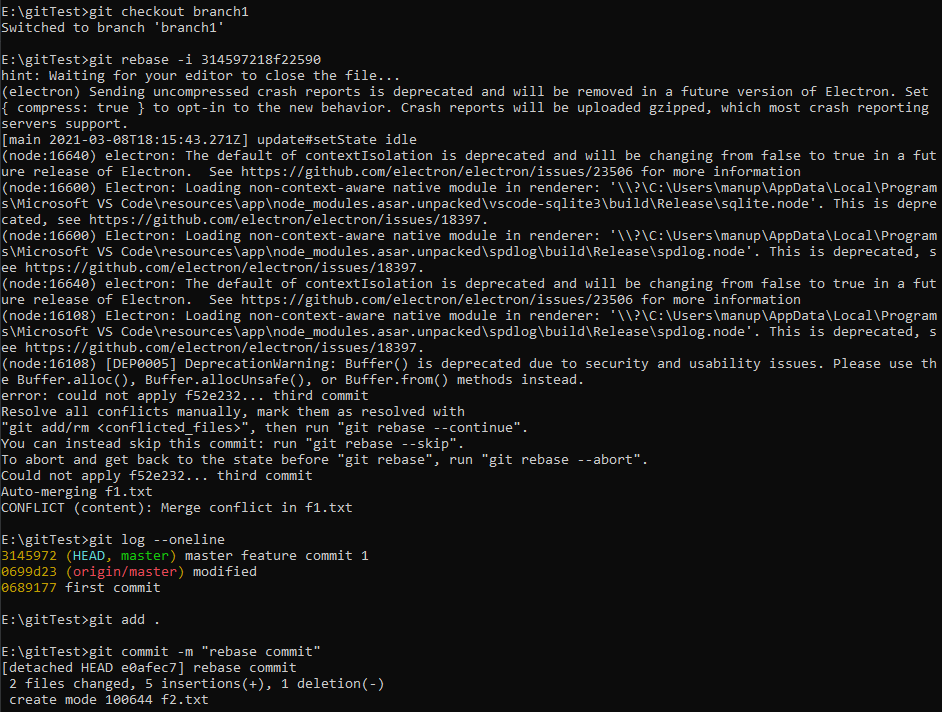 E:\gitTest>git checkout branch1
Switched to branch 'branch1'
E:\gitTest>git rebase -i 314597218f22590
hint: Waiting for your editor to close the file...
(electron) Sending uncompressed crash reports is deprecated and will be removed in a future version of Electron. Set
{ compress: true } to opt-in to the new behavior. Crash reports will be uploaded gzipped, which most crash reporting
servers support.
[main 2021-03-08T18:15:43.271Z] update#setState idle
(node:16640) electron: The default of contextIsolation is deprecated and will be changing from false to true in a fut
ure release of Electron.  See https://github.com/electron/electron/issues/23506 for more information
(node:16600) Electron: Loading non-context-aware native module in renderer: '\\?\C:\Users\manup\AppData\Local\Program
s\Microsoft VS Code\resources\app\node_modules.asar.unpacked\vscode-sqlite3\build\Release\sqlite.node'. This is depre
cated, see https://github.com/electron/electron/issues/18397.
(node:16600) Electron: Loading non-context-aware native module in renderer: '\\?\C:\Users\manup\AppData\Local\Program
s\Microsoft VS Code\resources\app\node_modules.asar.unpacked\spdlog\build\Release\spdlog.node'. This is deprecated, s
ee https://github.com/electron/electron/issues/18397.
(node:16640) electron: The default of contextIsolation is deprecated and will be changing from false to true in a fut
ure release of Electron.  See https://github.com/electron/electron/issues/23506 for more information
(node:16108) Electron: Loading non-context-aware native module in renderer: '\\?\C:\Users\manup\AppData\Local\Program
s\Microsoft VS Code\resources\app\node_modules.asar.unpacked\spdlog\build\Release\spdlog.node'. This is deprecated, s
ee https://github.com/electron/electron/issues/18397.
(node:16108) [DEP0005] DeprecationWarning: Buffer() is deprecated due to security and usability issues. Please use th
e Buffer.alloc(), Buffer.allocUnsafe(), or Buffer.from() methods instead.
error: could not apply f52e232... third commit
Resolve all conflicts manually, mark them as resolved with
"git add/rm <conflicted_files>", then run "git rebase --continue".
You can instead skip this commit: run "git rebase --skip".
To abort and get back to the state before "git rebase", run "git rebase --abort".
Could not apply f52e232... third commit
Auto-merging f1.txt
CONFLICT (content): Merge conflict in f1.txt
E:\gitTest>git log --oneline
3145972 (HEAD, master) master feature commit 1
0699d23 (origin/master) modified
0689177 first commit
E:\gitTest>git add .
E:\gitTest>git commit -m "rebase commit"
[detached HEAD e0afec7] rebase commit
 2 files changed, 5 insertions(+), 1 deletion(-)
 create mode 100644 f2.txt